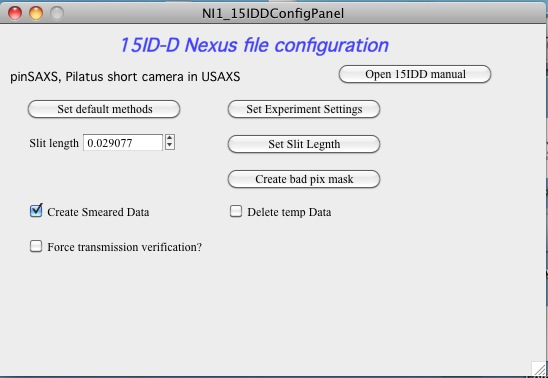 NI1_15IDDConfigPanel
15ID-D Nexus file configuration
pinSAXS, Pilatus short camera in USAXS
Open 15IDD manual
Set default methods
Set Experiment Settings
Slit length 0.029077
Set Slit Legnth
Create bad pix mask
Create Smeared Data
Delete temp Data
Force transmission verification?